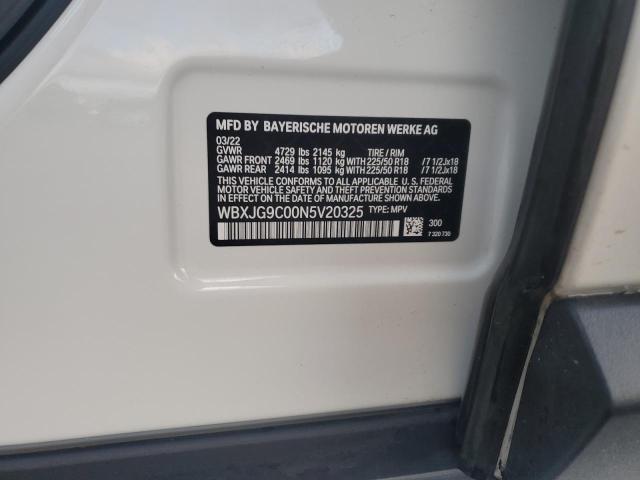 MFD BY BAYERISCHE MOTOREN WERKE AG
03/22
GVWR 4729 lbs 2145 kg TIRE / RIM
GAWR FRONT 2469 lbs 1120 kg WITH 225/50 R18 /7 1/2Jx18
GAWR REAR 2414 lbs 1095 kg WITH 225/50 R18 /7 1/2Jx18
THIS VEHICLE CONFORMS TO ALL APPLICABLE FEDERAL MOTOR
VEHICLE SAFETY, BUMPER, AND THEFT PREVENTION STANDARDS
IN EFFECT ON THE DATE OF MANUFACTURE SHOWN ABOVE.
WBXJG9C00N5V20325 TYPE: MPV
300
7 320 730